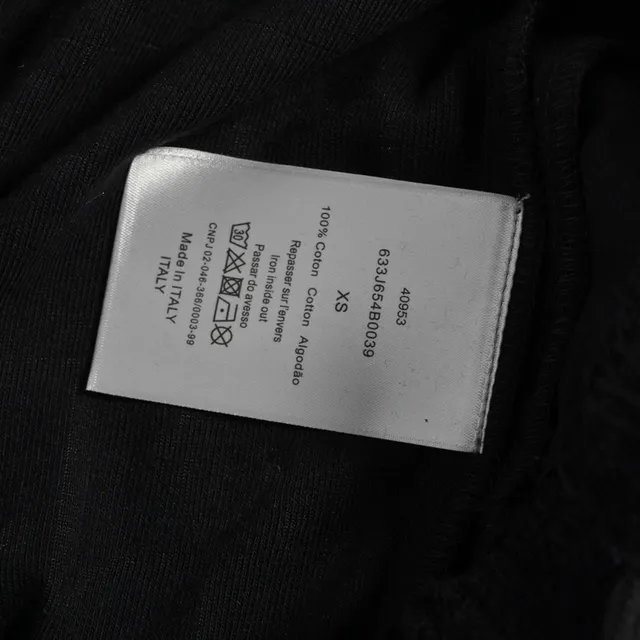 40953
633J654B0039
XS
100% Coton Cotton Algodão
Repasser sur l'envers
Iron inside out
Passar do avesso
CNPJ 02-046-386/0003-99
Made in ITALY
ITALY